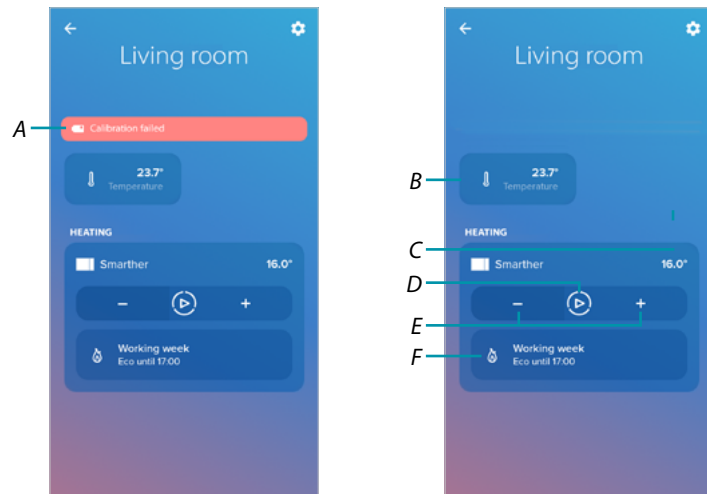 Living room
A
Calibration failed
23.7°
Temperature
HEATING
Smarther 16.0°
− +
Working week
Eco until 17:00
Living room
B
23.7°
Temperature
HEATING
C
Smarther 16.0°
D
− +
E
F
Working week
Eco until 17:00